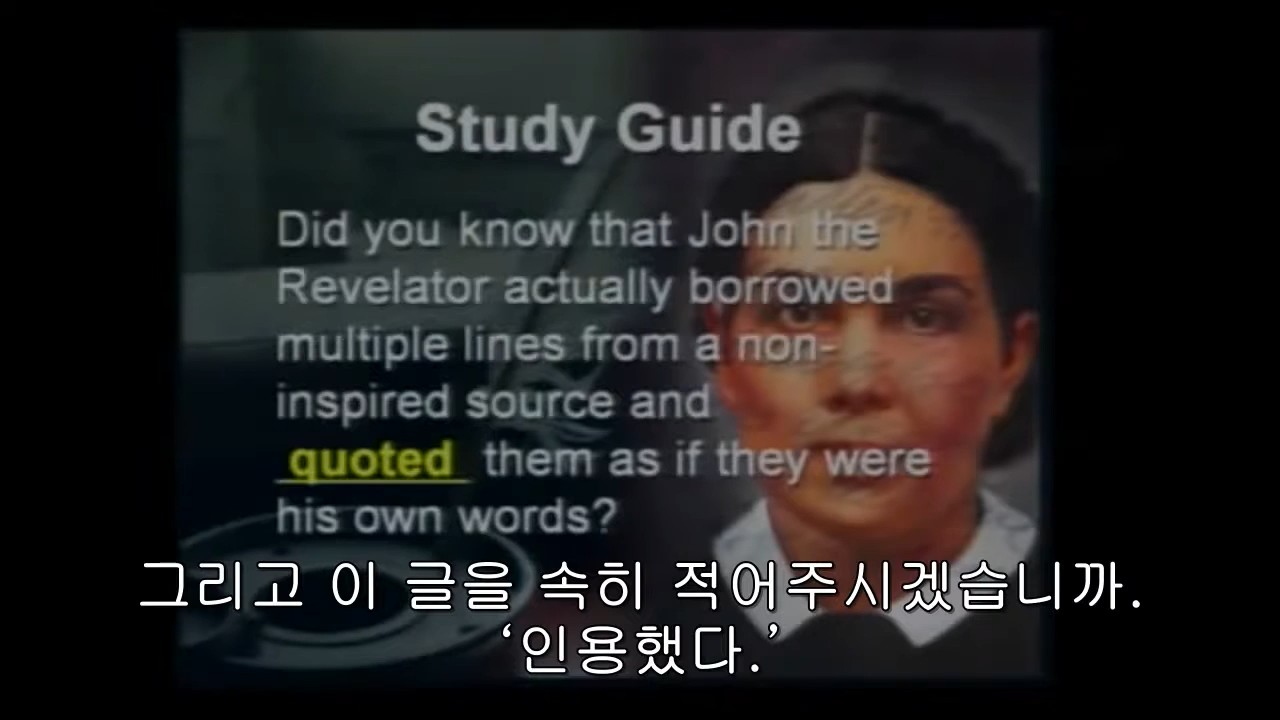 Study Guide
Did you know that John the
Revelator actually borrowed
multiple lines from a non-
inspired source and
quoted them as if they were
his own words?
그리고 이 글을 속히 적어주시겠습니까.
‘인용했다.’